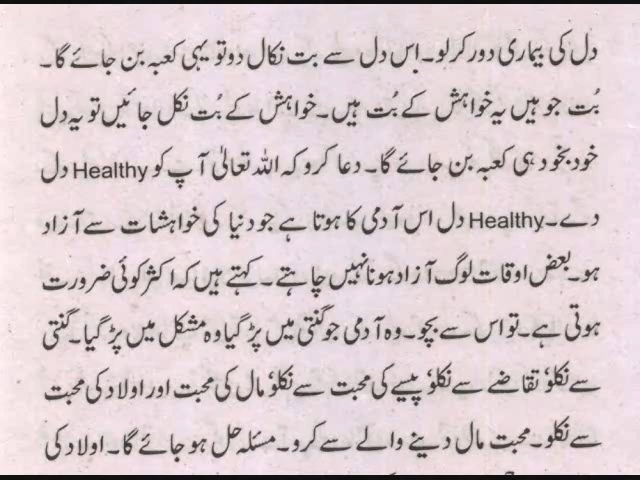 دل کی بیماری دور کر لو۔ اس دل سے بت نکال دو تو یہی کعبہ بن جائے گا۔
بُت جو ہیں یہ خواہش کے بُت ہیں۔ خواہش کے بُت نکل جائیں تو یہ دل
خود بخود ہی کعبہ بن جائے گا۔ دعا کرو کہ اللہ تعالیٰ آپ کو Healthy دل
دے۔ Healthy دل اس آدمی کا ہوتا ہے جو دنیا کی خواہشات سے آزاد
ہو۔ بعض اوقات لوگ آزاد ہونا نہیں چاہتے۔ کہتے ہیں کہ اکثر کوئی ضرورت
ہوتی ہے۔ تو اس سے بچو۔ وہ آدمی جو گنتی میں پڑ گیا وہ مشکل میں پڑ گیا۔ گنتی
سے نکلو' تقاضے سے نکلو' پیسے کی محبت سے نکلو' مال کی محبت اور اولاد کی محبت
سے نکلو۔ محبت مال دینے والے سے کرو۔ مسئلہ حل ہو جائے گا۔ اولاد کی